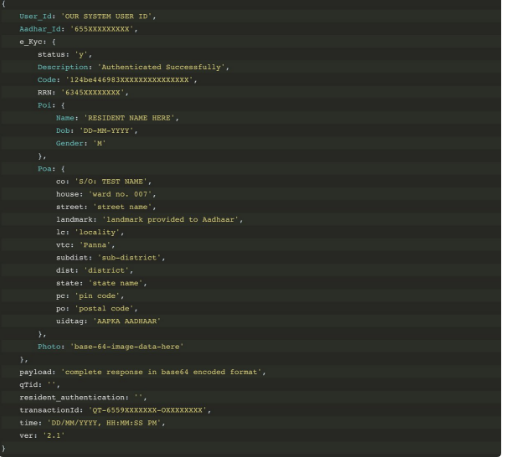 {
User_Id: 'OUR SYSTEM USER ID',
Aadhar_Id: '655XXXXXXXXX',
e_Kyc: {
status: 'y',
Description: 'Authenticated Successfully',
Code: '124be446983XXXXXXXXXXXXXXX',
RRN: '6345XXXXXXXX',
Poi: {
Name: 'RESIDENT NAME HERE',
Dob: 'DD-MM-YYYY',
Gender: 'M'
},
Poa: {
co: 'S/O: TEST NAME',
house: 'ward no. 007',
street: 'street name',
landmark: 'landmark provided to Aadhaar',
lc: 'locality',
vtc: 'Panna',
subdist: 'sub-district',
dist: 'district',
state: 'state name',
pc: 'pin code',
po: 'postal code',
uidtag: 'AAPKA AADHAAR'
},
Photo: 'base-64-image-data-here'
},
payload: 'complete response in base64 encoded format',
qTid: '',
resident_authentication: '',
transactionId: 'QT-6559XXXXXXX-OXXXXXXXX',
time: 'DD/MM/YYYY, HH:MM:SS PM',
ver: '2.1'
}